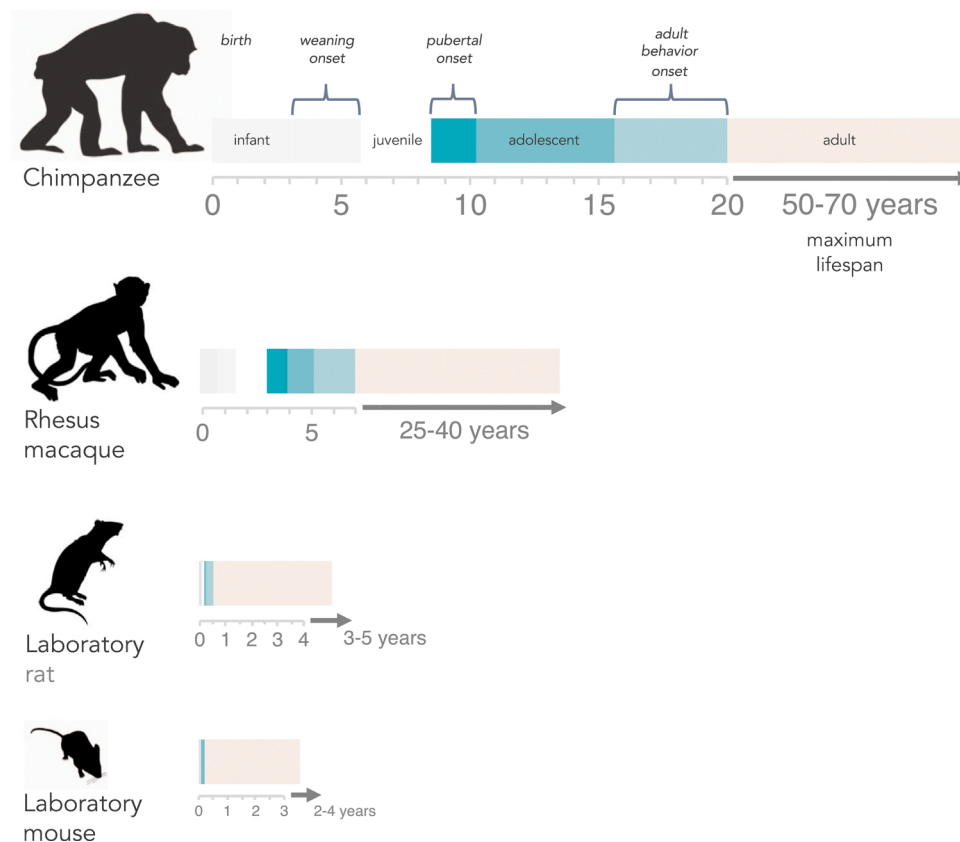 birth
weaning
onset
pubertal
onset
adult
behavior
onset
infant
juvenile
adolescent
adult
Chimpanzee
0 5 10 15 20 50-70 years
maximum
lifespan
Rhesus
macaque
0 5 25-40 years
Laboratory
rat
0 1 2 3 4 3-5 years
Laboratory
mouse
0 1 2 3 2-4 years